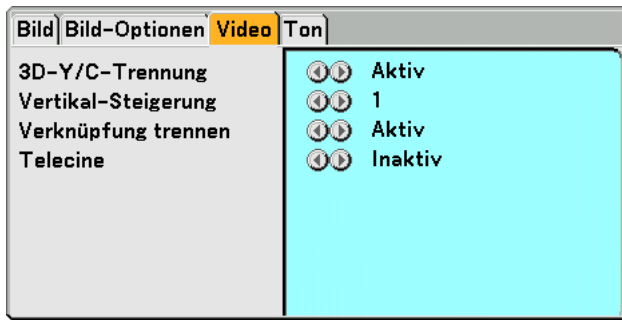 Bild Bild-Optionen Video Ton
3D-Y/C-Trennung Aktiv
Vertikal-Steigerung 1
Verknüpfung trennen Aktiv
Telecine Inaktiv